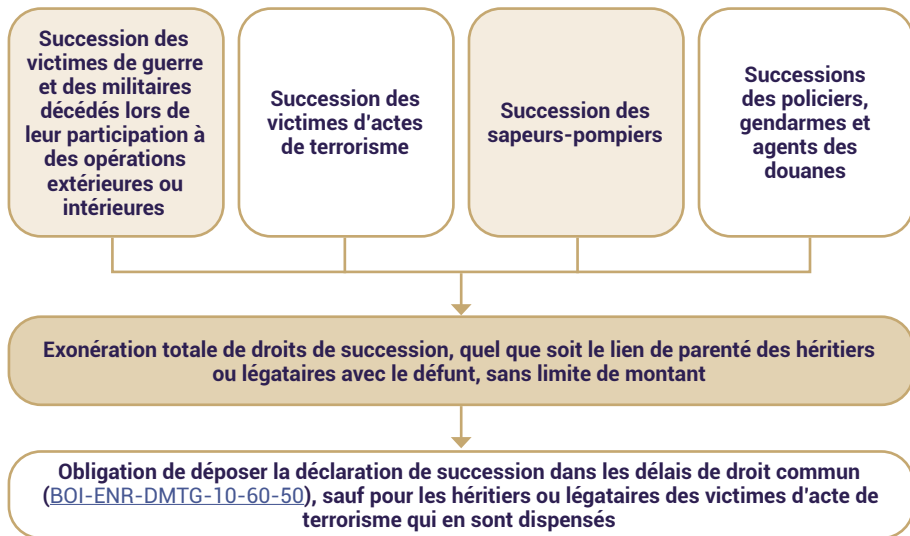 Succession des
victimes de guerre
et des militaires
décédés lors de
leur participation à
des opérations
extérieures ou
intérieures
Succession des
victimes d'actes
de terrorisme
Succession des
sapeurs-pompiers
Successions
des policiers,
gendarmes et
agents des
douanes
Exonération totale de droits de succession, quel que soit le lien de parenté des héritiers
ou légataires avec le défunt, sans limite de montant
Obligation de déposer la déclaration de succession dans les délais de droit commun
(BOI-ENR-DMTG-10-60-50), sauf pour les héritiers ou légataires des victimes d'acte de
terrorisme qui en sont dispensés